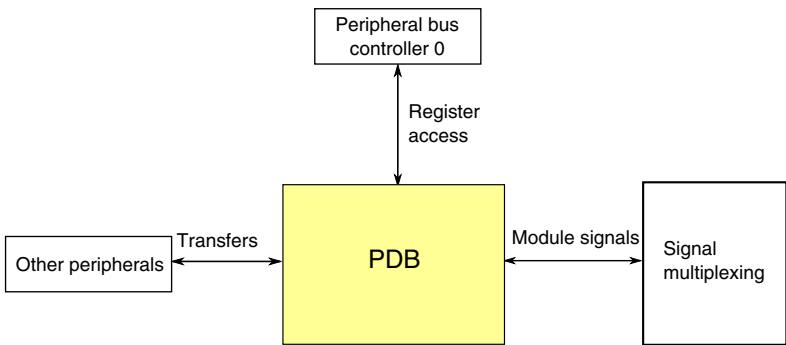 Peripheral bus
controller 0
Register
access
Other peripherals
Transfers
PDB
Module signals
Signal
multiplexing